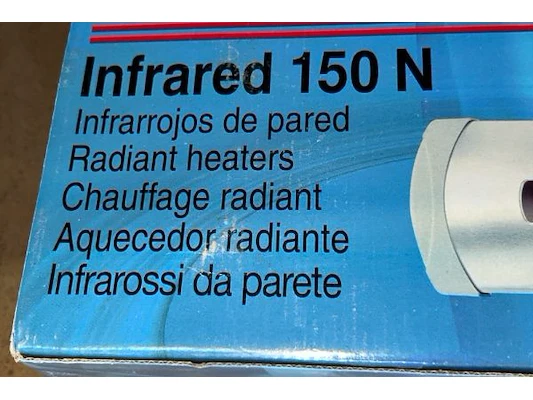 Infrared 150 N
Infrarrojos de pared
Radiant heaters
Chauffage radiant
Aquecedor radiante
Infrarossi da parete